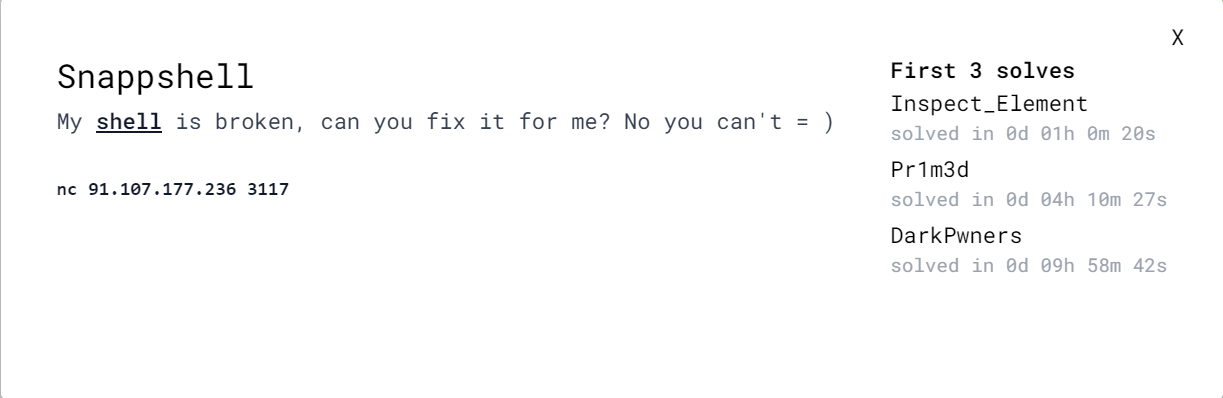 X
Snappshell
My shell is broken, can you fix it for me? No you can't = )
nc 91.107.177.236 3117
First 3 solves
Inspect_Element
solved in 0d 01h 0m 20s
Pr1m3d
solved in 0d 04h 10m 27s
DarkPwners
solved in 0d 09h 58m 42s